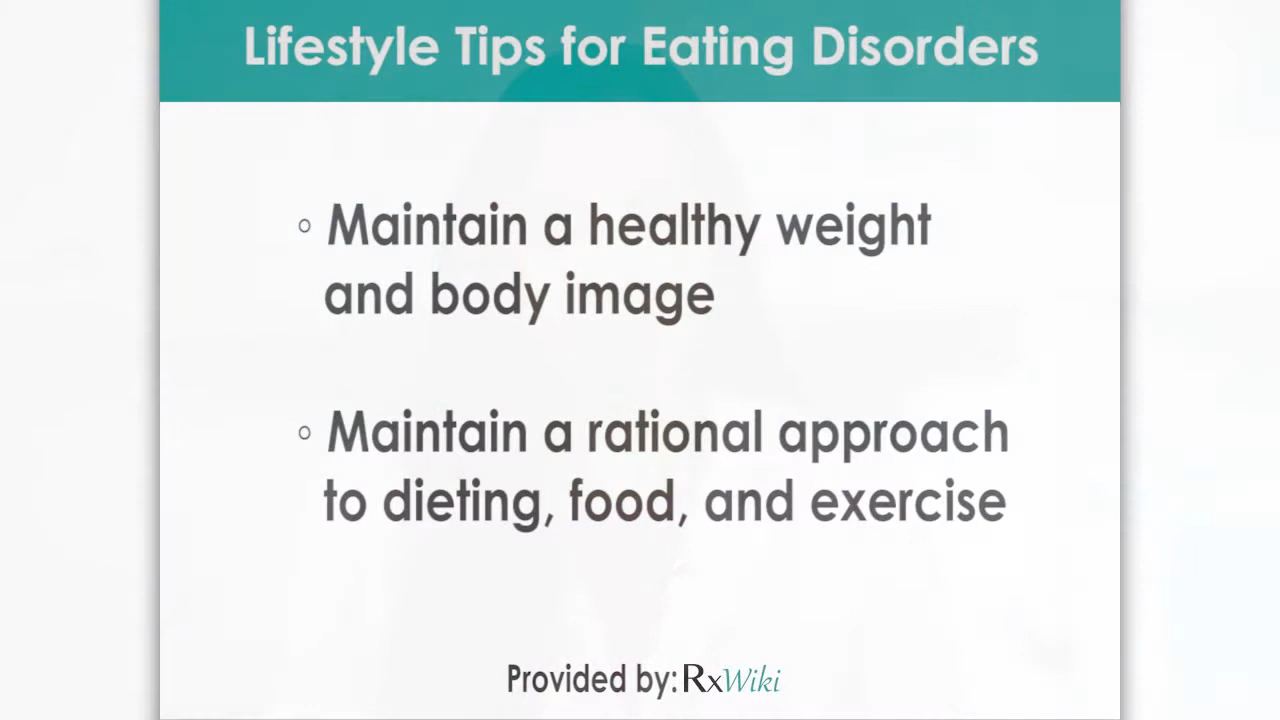 Lifestyle Tips for Eating Disorders
◦ Maintain a healthy weight
and body image
◦ Maintain a rational approach
to dieting, food, and exercise
Provided by: RxWiki